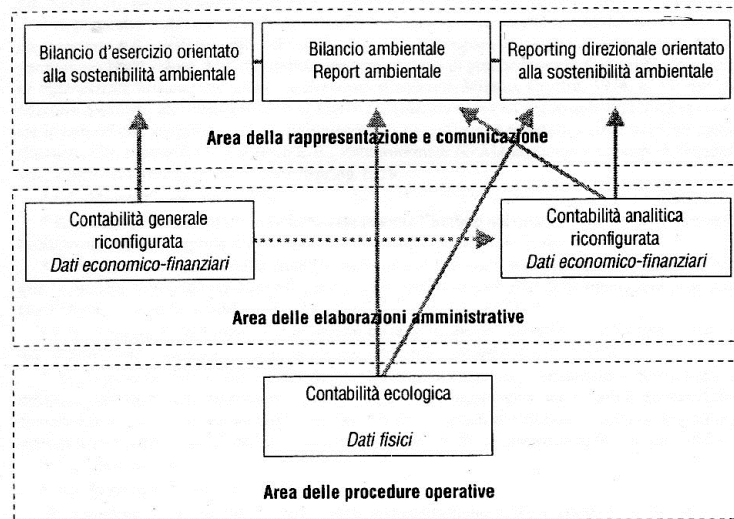 Bilancio d'esercizio orientato
alla sostenibilità ambientale
Bilancio ambientale
Report ambientale
Reporting direzionale orientato
alla sostenibilità ambientale
Area della rappresentazione e comunicazione
Contabilità generale
riconfigurata
Dati economico-finanziari
Contabilità analitica
riconfigurata
Dati economico-finanziari
Area delle elaborazioni amministrative
Contabilità ecologica
Dati fisici
Area delle procedure operative